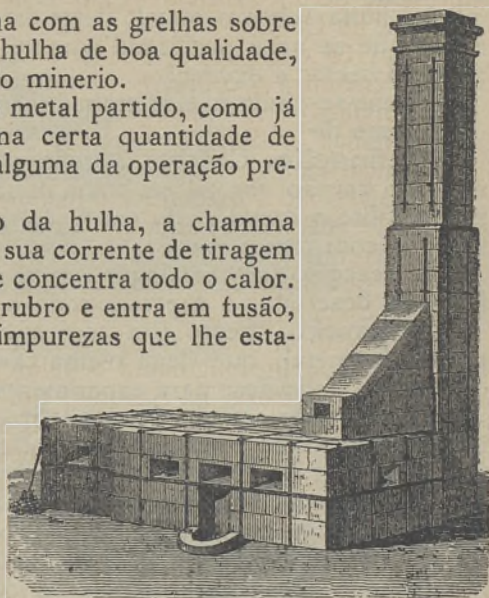 na com as grelhas sobre
hulha de boa qualidade,
o minerio.
metal partido, como já
ma certa quantidade de
alguma da operação pre-
o da hulha, a chamma
sua corrente de tiragem
e concentra todo o calor.
rubro e entra em fusão,
impurezas que lhe esta-